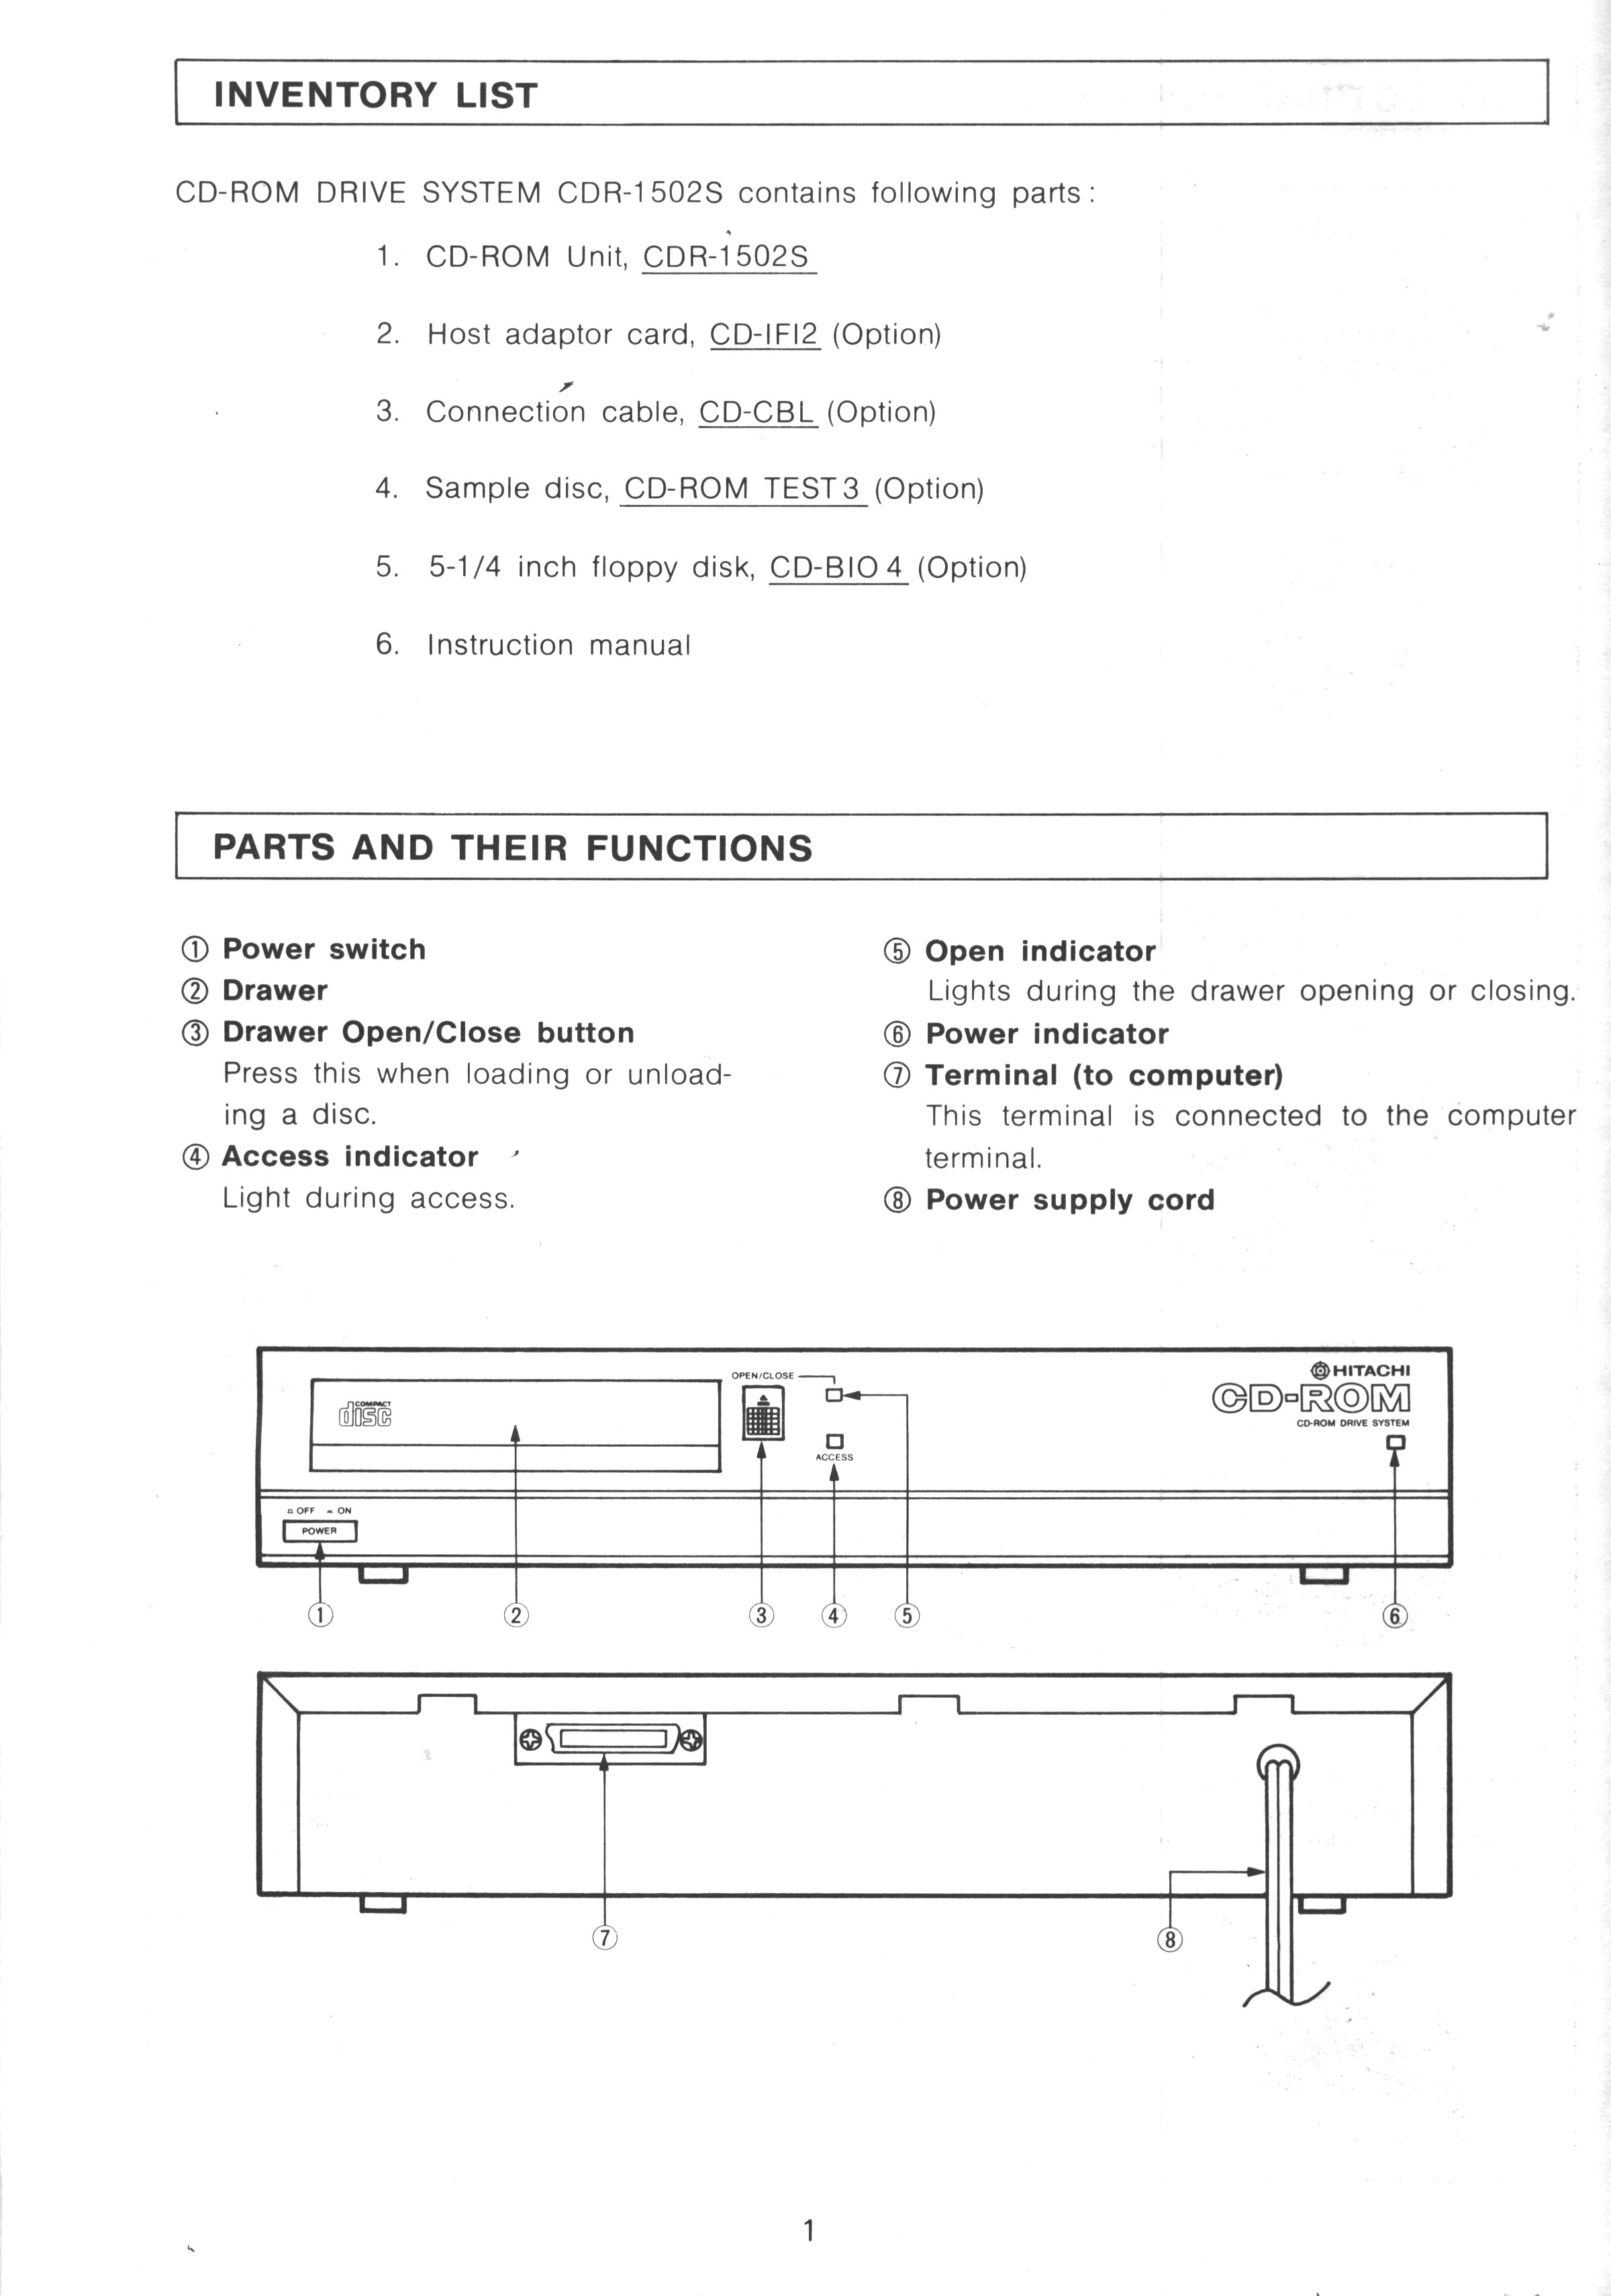 INVENTORY LIST
CD-ROM DRIVE SYSTEM CDR-1502S contains following parts :
1. CD-ROM Unit, CDR-1502S
2. Host adaptor card, CD-IFI2 (Option)
3. Connection cable, CD-CBL (Option)
4. Sample disc, CD-ROM TEST 3 (Option)
5. 5-1/4 inch floppy disk, CD-BIO 4 (Option)
6. Instruction manual
PARTS AND THEIR FUNCTIONS
① Power switch
② Drawer
③ Drawer Open/Close button
Press this when loading or unload-
ing a disc.
④ Access indicator
Light during access.
⑤ Open indicator
Lights during the drawer opening or closing.
⑥ Power indicator
⑦ Terminal (to computer)
This terminal is connected to the computer
terminal.
⑧ Power supply cord
COMPACT
disc
OPEN/CLOSE
ACCESS
HITACHI
CD-ROM
CD-ROM DRIVE SYSTEM
OFF ON
POWER
① ② ③ ④ ⑤ ⑥
⑦ ⑧
1